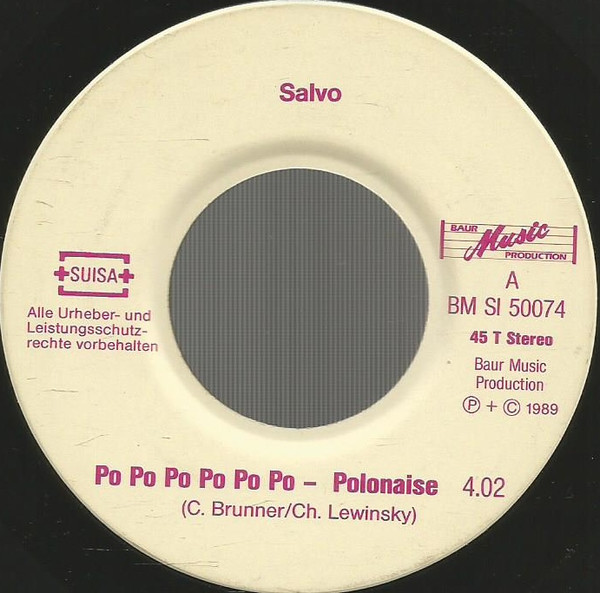 Salvo
BAUR
Music
PRODUCTION
A
BM SI 50074
45 T Stereo
Baur Music
Production
Ⓟ + © 1989
+SUISA+
Alle Urheber- und
Leistungsschutz-
rechte vorbehalten
Po Po Po Po Po Po – Polonaise 4.02
(C. Brunner/Ch. Lewinsky)